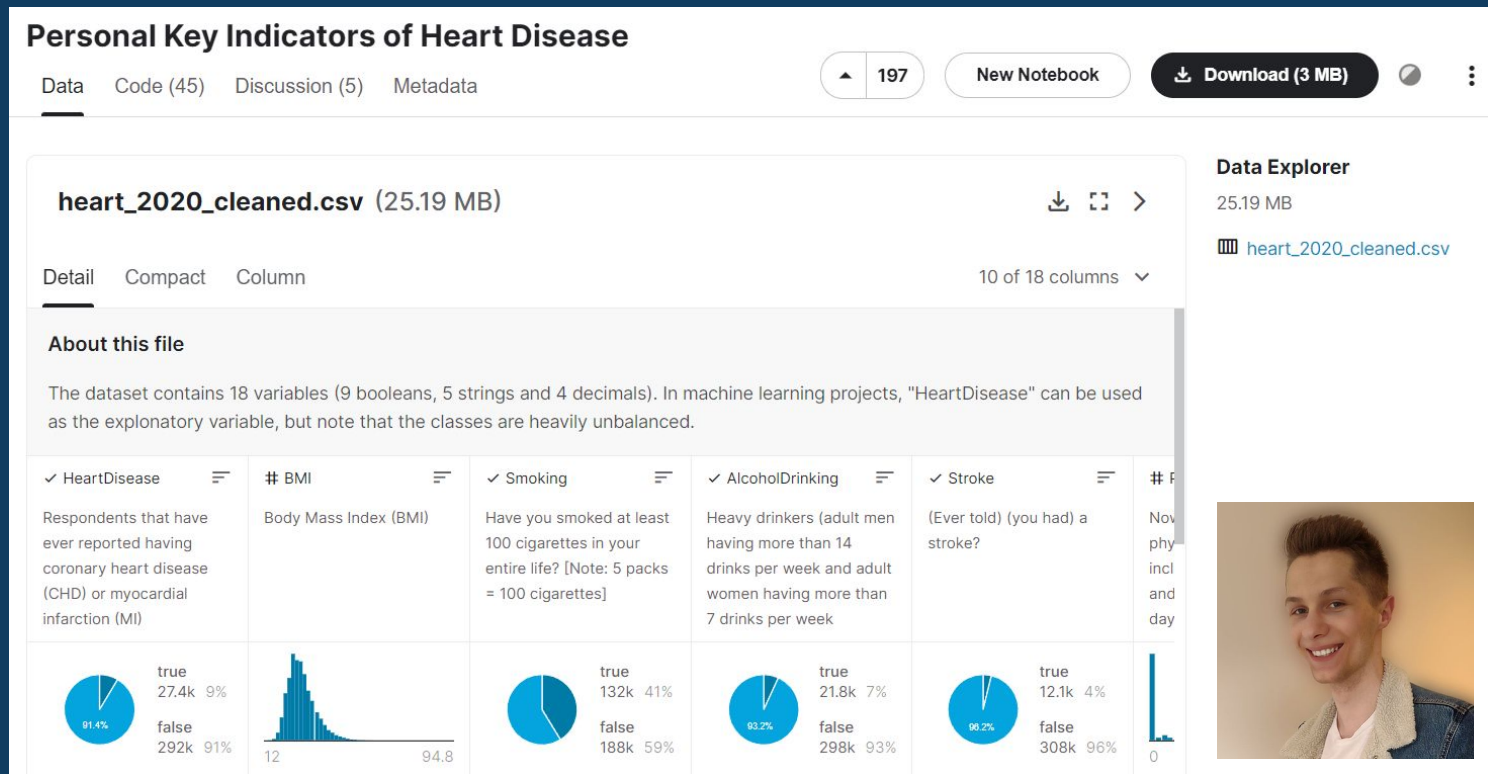 Personal Key Indicators of Heart Disease
Data Code (45) Discussion (5) Metadata
197
New Notebook
Download (3 MB)
heart_2020_cleaned.csv (25.19 MB)
Detail Compact Column
10 of 18 columns
About this file
The dataset contains 18 variables (9 booleans, 5 strings and 4 decimals). In machine learning projects, "HeartDisease" can be used
as the explonatory variable, but note that the classes are heavily unbalanced.
HeartDisease
Respondents that have
ever reported having
coronary heart disease
(CHD) or myocardial
infarction (MI)
91.4%
true
27.4k 9%
false
292k 91%
# BMI
Body Mass Index (BMI)
12 94.8
Smoking
Have you smoked at least
100 cigarettes in your
entire life? [Note: 5 packs
= 100 cigarettes]
true
132k 41%
false
188k 59%
AlcoholDrinking
Heavy drinkers (adult men
having more than 14
drinks per week and adult
women having more than
7 drinks per week
93.2%
true
21.8k 7%
false
298k 93%
Stroke
(Ever told) (you had) a
stroke?
96.2%
true
12.1k 4%
false
308k 96%
#
phy
incl
and
day
0
Data Explorer
25.19 MB
heart_2020_cleaned.csv